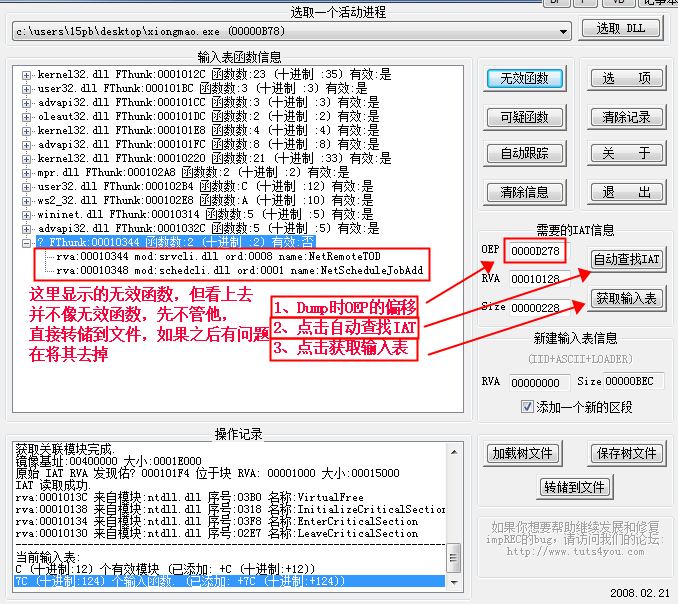 选取一个活动进程
c:\users\15pb\desktop\xiongmao.exe (00000B78)
选取 DLL
输入表函数信息
kernel32.dll FThunk:0001012C 函数数:23 (十进制 :35) 有效:是
user32.dll FThunk:000101BC 函数数:3 (十进制 :3) 有效:是
advapi32.dll FThunk:000101CC 函数数:3 (十进制 :3) 有效:是
oleaut32.dll FThunk:000101DC 函数数:2 (十进制 :2) 有效:是
kernel32.dll FThunk:000101E8 函数数:4 (十进制 :4) 有效:是
advapi32.dll FThunk:000101FC 函数数:8 (十进制 :8) 有效:是
kernel32.dll FThunk:00010220 函数数:21 (十进制 :33) 有效:是
mpr.dll FThunk:000102A8 函数数:2 (十进制 :2) 有效:是
user32.dll FThunk:000102B4 函数数:C (十进制 :12) 有效:是
ws2_32.dll FThunk:000102E8 函数数:A (十进制 :10) 有效:是
wininet.dll FThunk:00010314 函数数:5 (十进制 :5) 有效:是
advapi32.dll FThunk:0001032C 函数数:5 (十进制 :5) 有效:是
? FThunk:00010344 函数数:2 (十进制 :2) 有效:否
rva:00010344 mod:srvcli.dll ord:0008 name:NetRemoteTOD
rva:00010348 mod:schedcli.dll ord:0001 name:NetScheduleJobAdd
这里显示的无效函数，但看上去
并不像无效函数，先不管他，
直接转储到文件，如果之后有问题
在将其去掉
1、Dump时OEP的偏移
2、点击自动查找IAT
3、点击获取输入表
无效函数
选 项
可疑函数
清除记录
自动跟踪
关 于
清除信息
退 出
需要的IAT信息
OEP 0000D278
自动查找IAT
RVA 00010128
获取输入表
Size 00000228
新建输入表信息
(IID+ASCII+LOADER)
RVA 00000000 Size 00000BEC
添加一个新的区段
操作记录
获取关联模块完成.
镜像基址:00400000 大小:0001E000
原始 IAT RVA 发现佑? 000101F4 位于块 RVA: 00001000 大小:00015000
IAT 读取成功.
rva:0001013C 来自模块:ntdll.dll 序号:03B0 名称:VirtualFree
rva:00010138 来自模块:ntdll.dll 序号:0318 名称:InitializeCriticalSection
rva:00010134 来自模块:ntdll.dll 序号:03F8 名称:EnterCriticalSection
rva:00010130 来自模块:ntdll.dll 序号:02E7 名称:LeaveCriticalSection
当前输入表:
C (十进制:12) 个有效模块 (已添加: +C (十进制:+12))
7C (十进制:124) 个输入函数. (已添加: +7C (十进制:+124))
加载树文件
保存树文件
转储到文件
如果你想要帮助继续发展和修复
impREC的bug,请访问我们的论坛:
http://www.tuts4you.com
2008.02.21